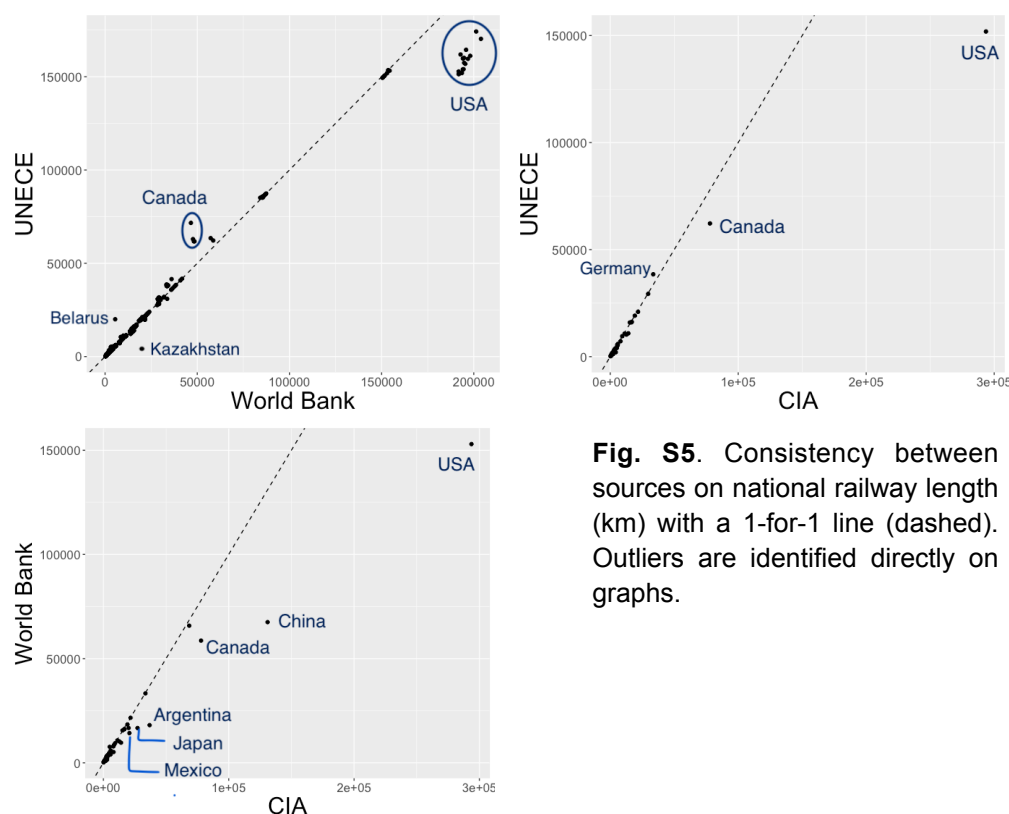 UNECE
150000
100000
50000
0
USA
Canada
Belarus
Kazakhstan
0
50000
100000
150000
200000
World Bank
UNECE
150000
100000
50000
0
USA
Canada
Germany
0e+00
1e+05
2e+05
3e+05
CIA
World Bank
150000
100000
50000
0
USA
China
Canada
Argentina
Japan
Mexico
0e+00
1e+05
2e+05
3e+05
CIA
Fig. S5. Consistency between
sources on national railway length
(km) with a 1-for-1 line (dashed).
Outliers are identified directly on
graphs.